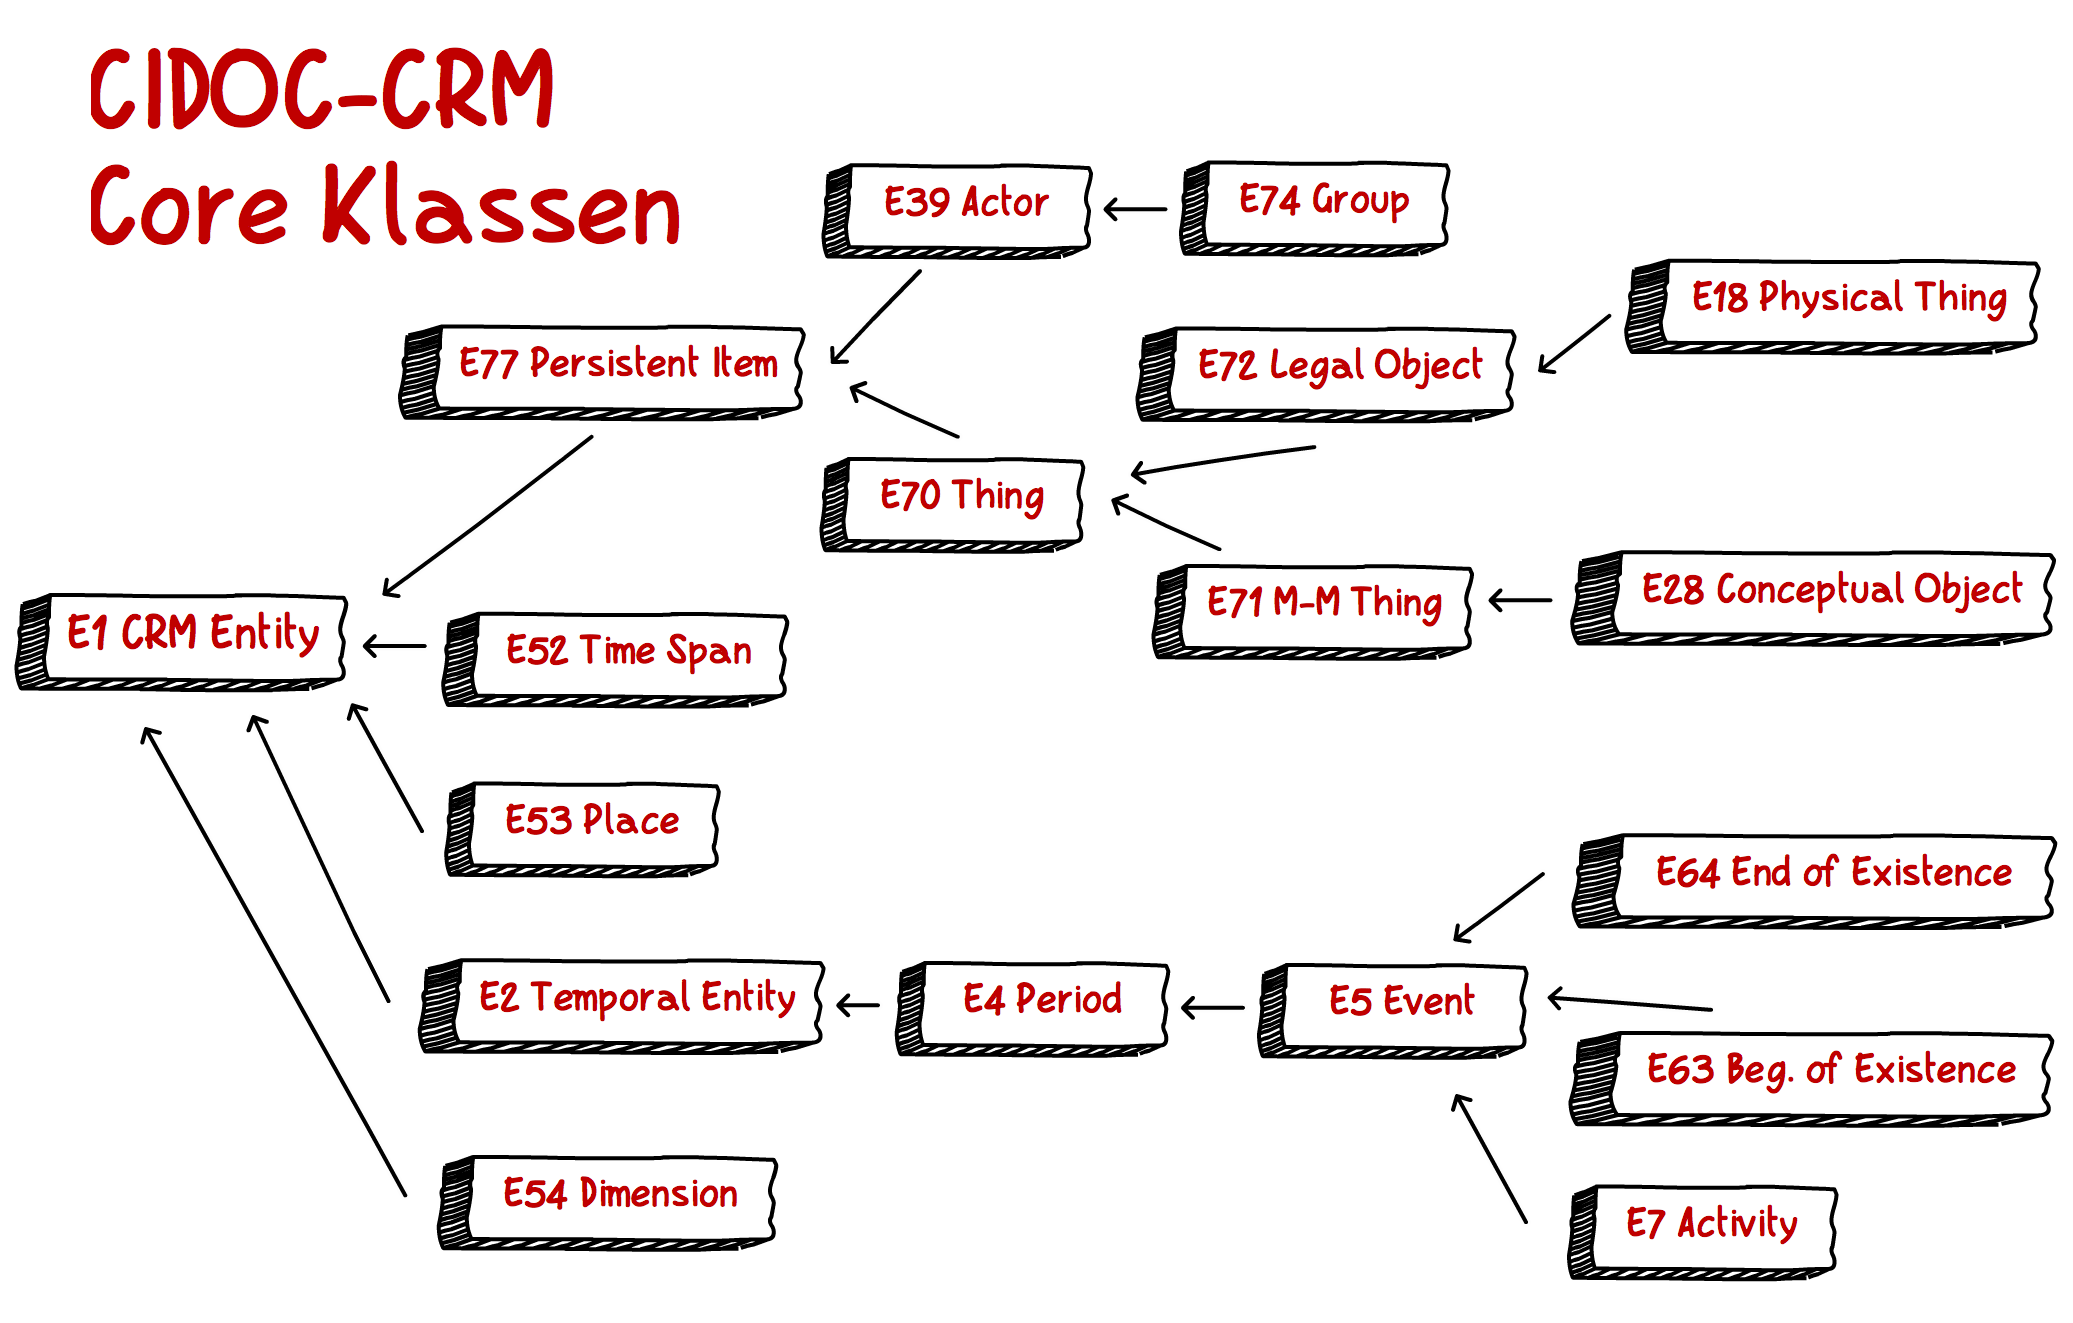 CIDOC-CRM
Core Klassen
E39 Actor
E74 Group
E18 Physical Thing
E77 Persistent Item
E72 Legal Object
E70 Thing
E71 M-M Thing
E28 Conceptual Object
E1 CRM Entity
E52 Time Span
E53 Place
E64 End of Existence
E2 Temporal Entity
E4 Period
E5 Event
E63 Beg. of Existence
E54 Dimension
E7 Activity